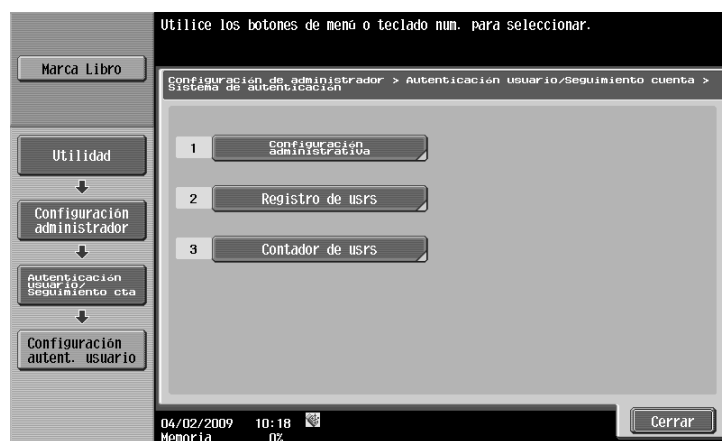 Utilice los botones de menú o teclado num. para seleccionar.
Marca Libro
Configuración de administrador > Autenticación usuario/Seguimiento cuenta >
Sistema de autenticación
Utilidad
Configuración
administrador
Autenticación
usuario/
Seguimiento cta
Configuración
autent. usuario
1 Configuración
administrativa
2 Registro de usrs
3 Contador de usrs
04/02/2009 10:18
Memoria 0%
Cerrar